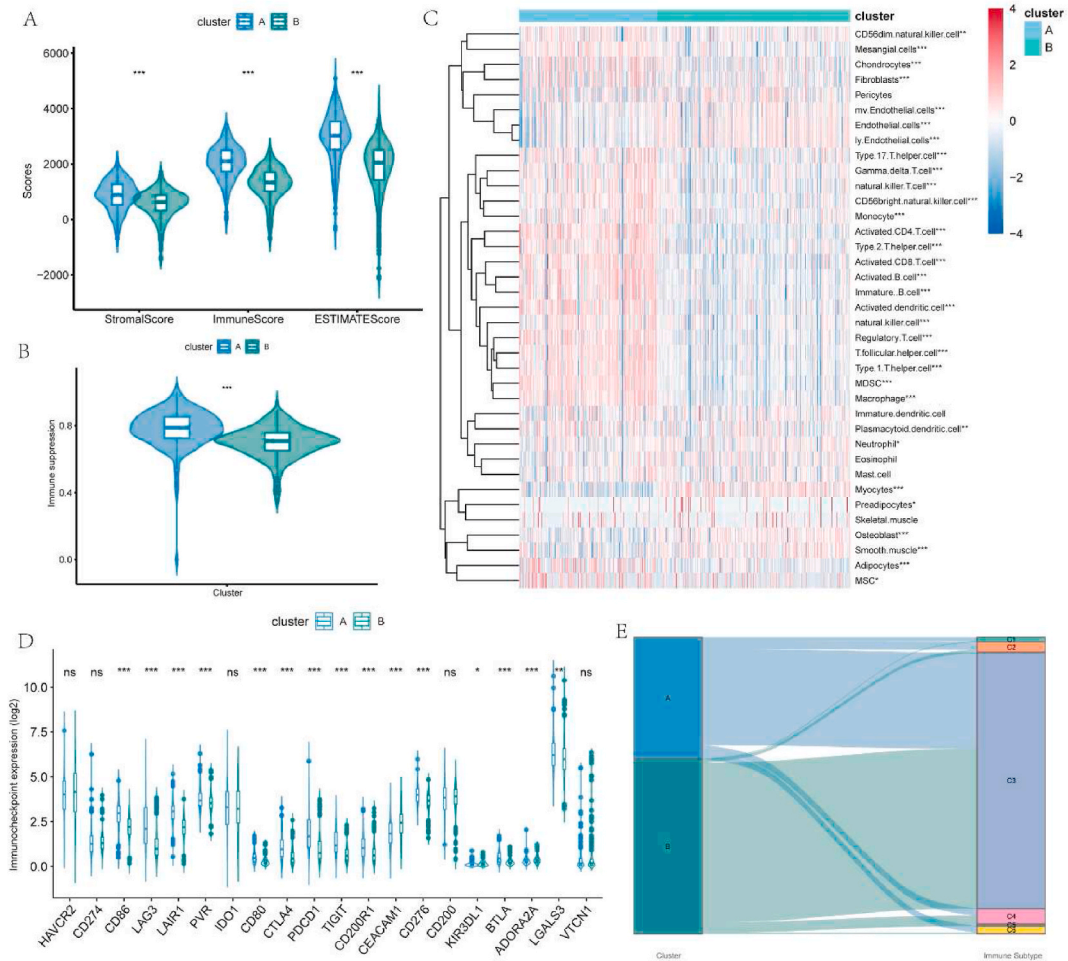 A
cluster A B
***
***
***
6000
4000
2000
0
−2000
Scores
StromalScore
ImmuneScore
ESTIMATEScore
B
cluster A B
***
0.8
0.4
0.0
Immune suppression
Cluster
C
cluster
CD56dim.natural.killer.cell**
Mesangial.cells***
Chondrocytes***
Fibroblasts***
Pericytes
mv.Endothelial.cells***
Endothelial.cells***
ly.Endothelial.cells***
Type.17.T.helper.cell***
Gamma.delta.T.cell***
natural.killer.T.cell***
CD56bright.natural.killer.cell***
Monocyte***
Activated.CD4.T.cell***
Type.2.T.helper.cell***
Activated.CD8.T.cell***
Activated.B.cell***
Immature..B.cell***
Activated.dendritic.cell***
natural.killer.cell***
Regulatory.T.cell***
T.follicular.helper.cell***
Type.1.T.helper.cell***
MDSC***
Macrophage***
Immature.dendritic.cell
Plasmacytoid.dendritic.cell**
Neutrophil*
Eosinophil
Mast.cell
Myocytes***
Preadipocytes*
Skeletal.muscle
Osteoblast***
Smooth.muscle***
Adipocytes***
MSC*
4
2
0
−2
−4
cluster
A
B
D
cluster A B
ns ns *** *** *** *** ns *** *** *** *** *** *** *** ns * *** *** ** ns
10.0
7.5
5.0
2.5
0.0
Immunocheckpoint expression (log2)
HAVCR2
CD274
CD86
LAG3
LAIR1
PVR
IDO1
CD80
CTLA4
PDCD1
TIGIT
CD200R1
CEACAM1
CD276
CD200
KIR3DL1
BTLA
ADORA2A
LGALS3
VTCN1
E
A
B
C1
C2
C3
C4
Cluster
Immune Subtype